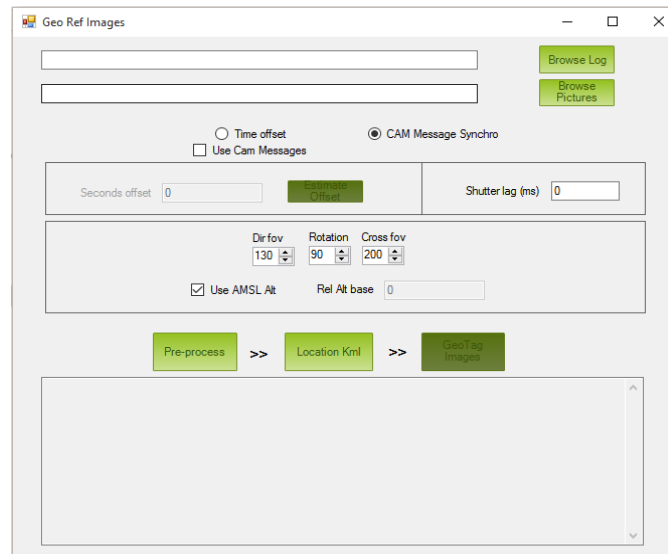 Geo Ref Images
Browse Log
Browse
Pictures
Time offset
CAM Message Synchro
Use Cam Messages
Seconds offset 0
Estimate
Offset
Shutter lag (ms) 0
Dir fov Rotation Cross fov
130 90 200
Use AMSL Alt
Rel Alt base 0
Pre-process >> Location Kml >> GeoTag
Images